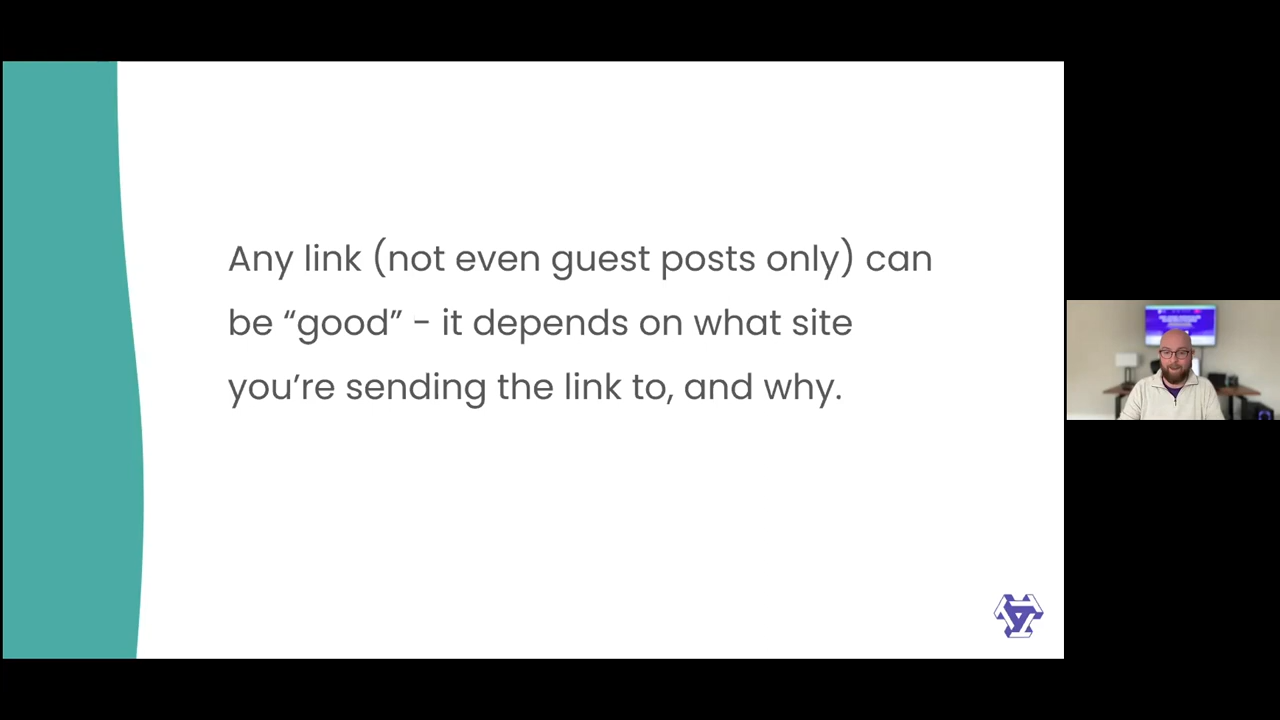 Any link (not even guest posts only) can
be “good” - it depends on what site
you’re sending the link to, and why.